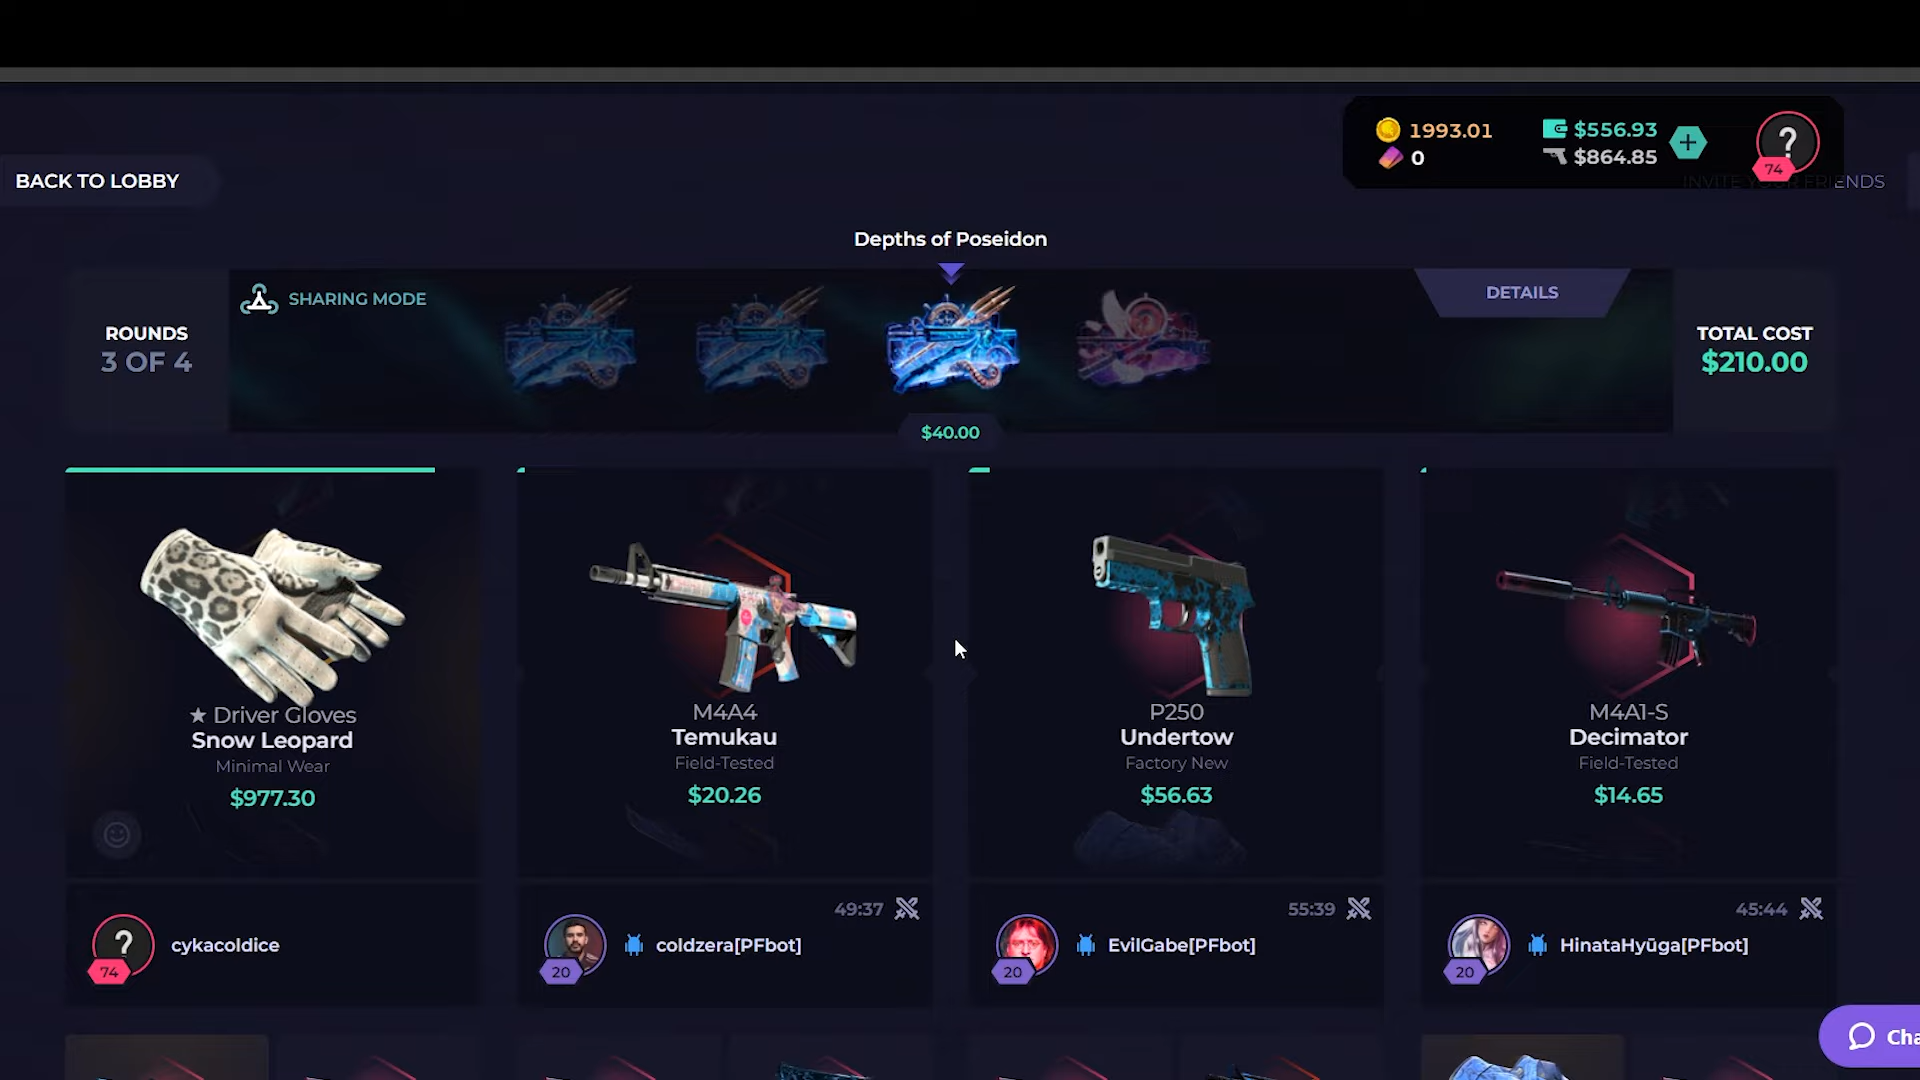 1993.01
$556.93
0
$864.85
?
74
BACK TO LOBBY
INVITE YOUR FRIENDS
Depths of Poseidon
SHARING MODE
DETAILS
ROUNDS
3 OF 4
TOTAL COST
$210.00
$40.00
★ Driver Gloves
Snow Leopard
Minimal Wear
$977.30
M4A4
Temukau
Field-Tested
$20.26
P250
Undertow
Factory New
$56.63
M4A1-S
Decimator
Field-Tested
$14.65
?
74
cykacoldice
49:37
20
coldzera[PFbot]
55:39
20
EvilGabe[PFbot]
45:44
20
HinataHyūga[PFbot]
Cha